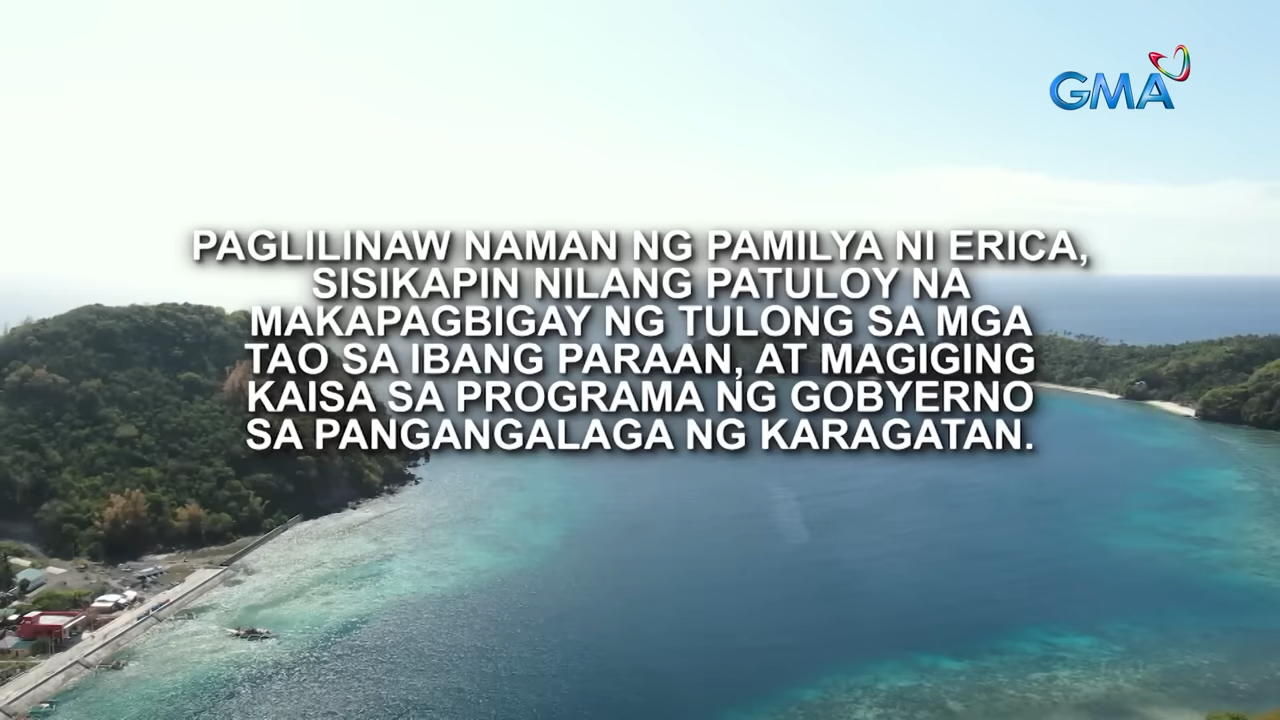 GMA
PAGLILINAW NAMAN NG PAMILYA NI ERICA,
SISIKAPIN NILANG PATULOY NA
MAKAPAGBIGAY NG TULONG SA MGA
TAO SA IBANG PARAAN, AT MAGIGING
KAISA SA PROGRAMA NG GOBYERNO
SA PANGANGALAGA NG KARAGATAN.